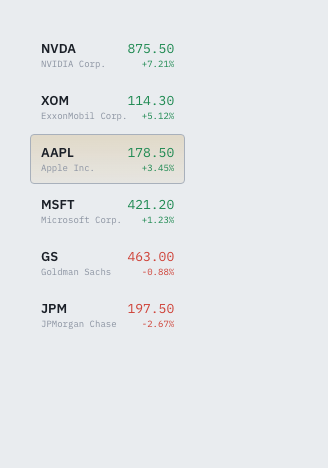 NVDA 875.50
NVIDIA Corp. +7.21%
XOM 114.30
ExxonMobil Corp. +5.12%
AAPL 178.50
Apple Inc. +3.45%
MSFT 421.20
Microsoft Corp. +1.23%
GS 463.00
Goldman Sachs -0.88%
JPM 197.50
JPMorgan Chase -2.67%